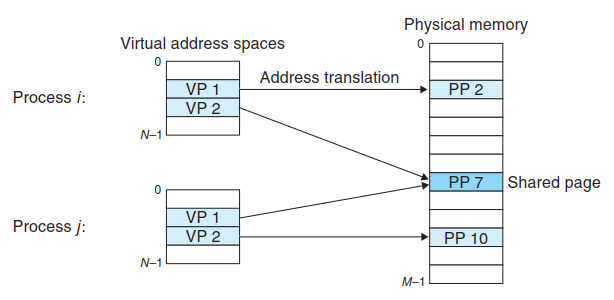 Physical memory
Virtual address spaces
0
0
Address translation
Process i:
VP 1
PP 2
VP 2
N–1
PP 7
Shared page
0
VP 1
Process j:
VP 2
PP 10
N–1
M–1